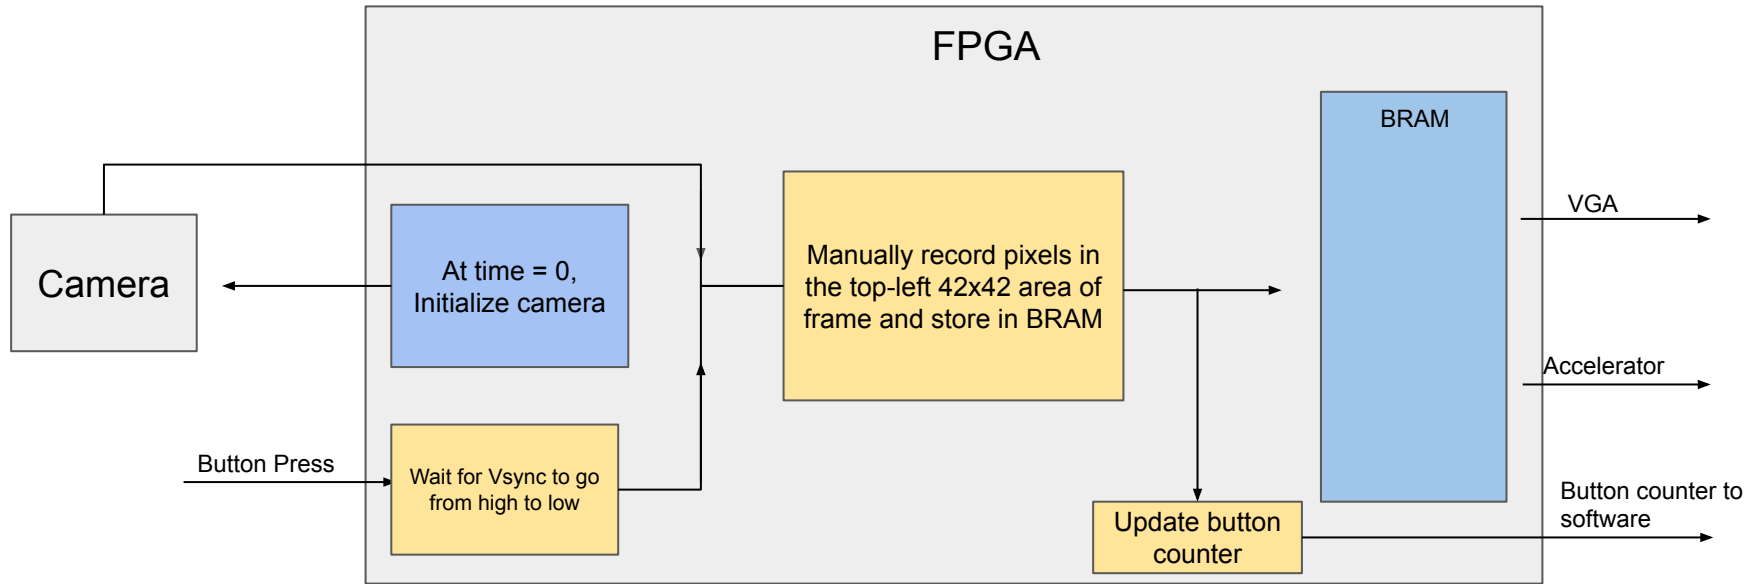 FPGA
BRAM
Camera
At time = 0,
Initialize camera
Manually record pixels in
the top-left 42x42 area of
frame and store in BRAM
VGA
Accelerator
Button Press
Wait for Vsync to go
from high to low
Update button
counter
Button counter to
software